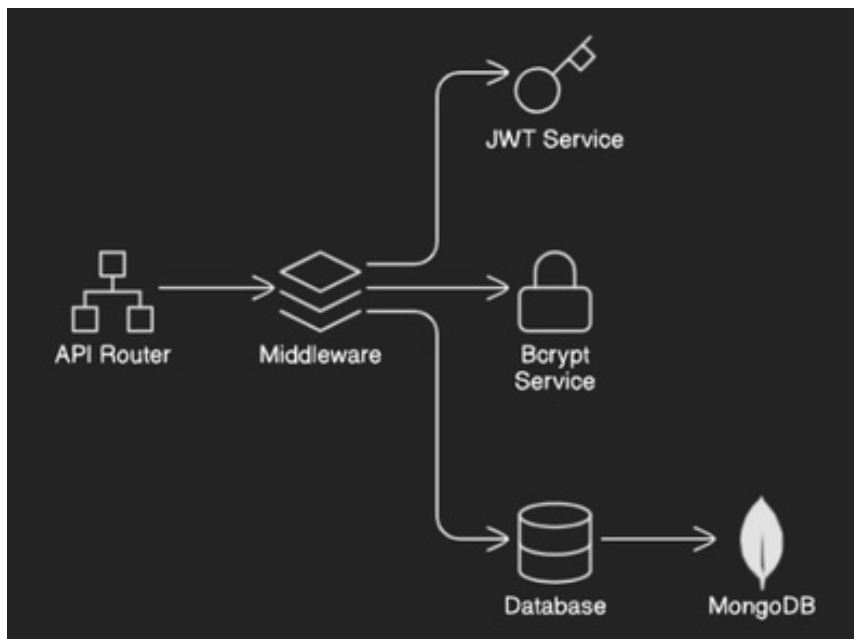 JWT Service
API Router
Middleware
Bcrypt
Service
Database
MongoDB